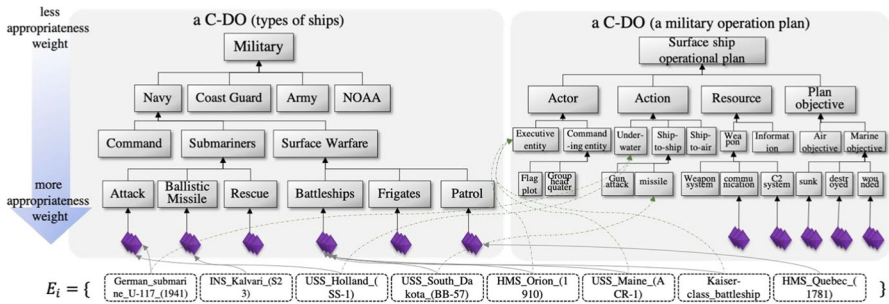 less
appropriateness
weight
more
appropriateness
weight
a C-DO (types of ships)
Military
Navy
Coast Guard
Army
NOAA
Command
Submariners
Surface Warfare
Attack
Ballistic
Missile
Rescue
Battleships
Frigates
Patrol
a C-DO (a military operation plan)
Surface ship
operational plan
Actor
Action
Resource
Plan
objective
Executive
entity
Command
-ing entity
Under-
water
Ship-
to-ship
Ship-
to-air
Wea
pon
Informat
ion
Air
objective
Marine
objective
Flag
plot
Group
head
quater
Gun
attack
missile
Weapon
system
commu
nication
C2
system
sunk
destr
oyed
wou
nded
E_i = {
German_submari
ne_U-117_(1941)
INS_Kalvari_(S2
3)
USS_Holland_(
SS-1)
USS_South_Da
kota_(BB-57)
HMS_Orion_(1
910)
USS_Maine_(A
CR-1)
Kaiser-
class_battleship
HMS_Quebec_(
1781)
}